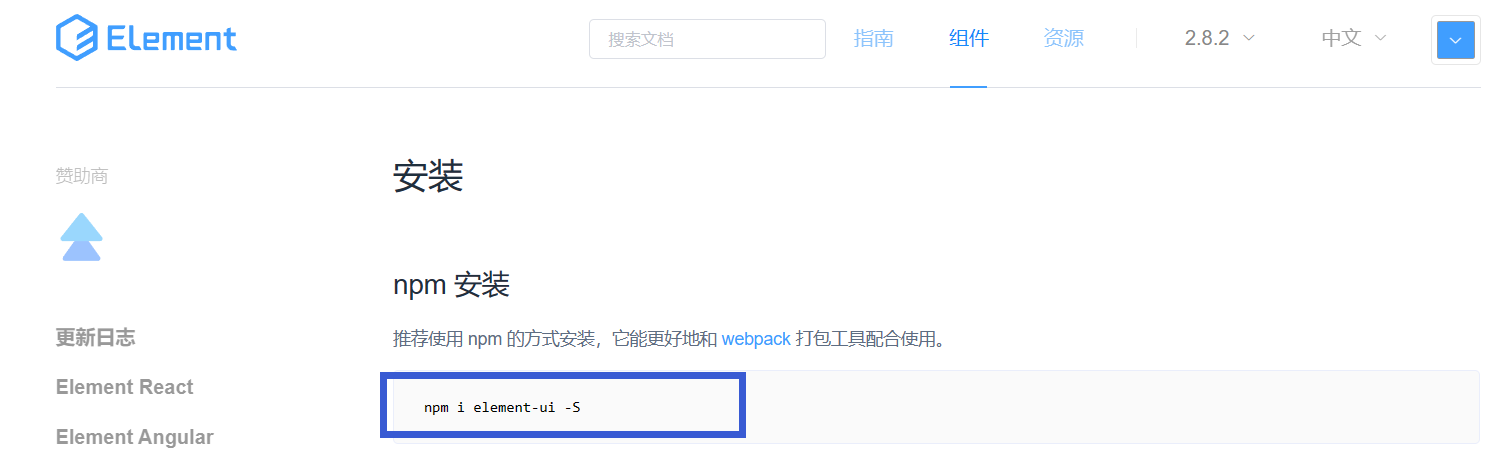 Element
搜索文档
指南
组件
资源
2.8.2
中文
赞助商
安装
npm 安装
更新日志
推荐使用 npm 的方式安装，它能更好地和 webpack 打包工具配合使用。
Element React
npm i element-ui -S
Element Angular